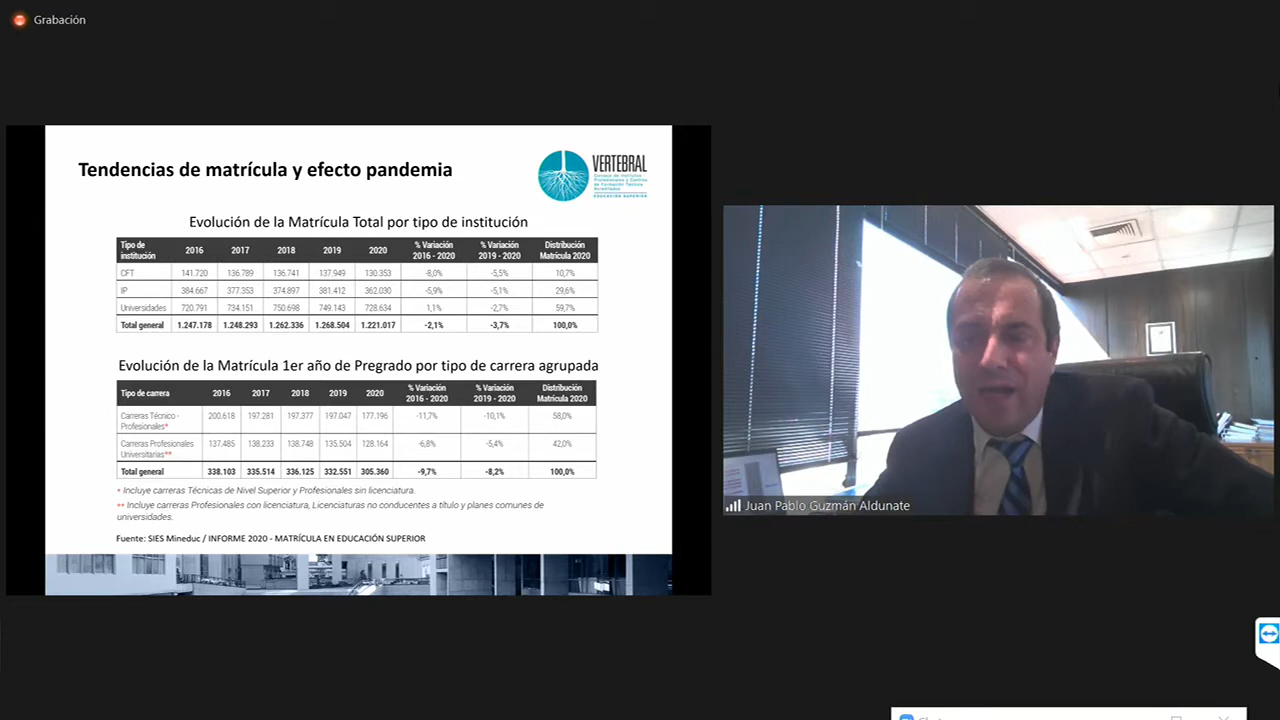 Grabación
Tendencias de matrícula y efecto pandemia
VERTEBRAL
Consejo de Institutos
Profesionales y Centros
de Formación Técnica
Acreditados
EDUCACIÓN SUPERIOR
Evolución de la Matrícula Total por tipo de institución
Tipo de institución 2016 2017 2018 2019 2020 % Variación 2016 - 2020 % Variación 2019 - 2020 Distribución Matrícula 2020
CFT 141.720 136.789 136.741 137.949 130.353 -8,0% -5,5% 10,7%
IP 384.667 377.353 374.897 381.412 362.030 -5,9% -5,1% 29,6%
Universidades 720.791 734.151 750.698 749.143 728.634 1,1% -2,7% 59,7%
Total general 1.247.178 1.248.293 1.262.336 1.268.504 1.221.017 -2,1% -3,7% 100,0%
Evolución de la Matrícula 1er año de Pregrado por tipo de carrera agrupada
Tipo de carrera 2016 2017 2018 2019 2020 % Variación 2016 - 2020 % Variación 2019 - 2020 Distribución Matrícula 2020
Carreras Técnico - Profesionales* 200.618 197.281 197.377 197.047 177.196 -11,7% -10,1% 58,0%
Carreras Profesionales Universitarias** 137.485 138.233 138.748 135.504 128.164 -6,8% -5,4% 42,0%
Total general 338.103 335.514 336.125 332.551 305.360 -9,7% -8,2% 100,0%
* Incluye carreras Técnicas de Nivel Superior y Profesionales sin licenciatura.
** Incluye carreras Profesionales con licenciatura, Licenciaturas no conducentes a título y planes comunes de
universidades.
Fuente: SIES Mineduc / INFORME 2020 - MATRÍCULA EN EDUCACIÓN SUPERIOR
Juan Pablo Guzmán Aldunate